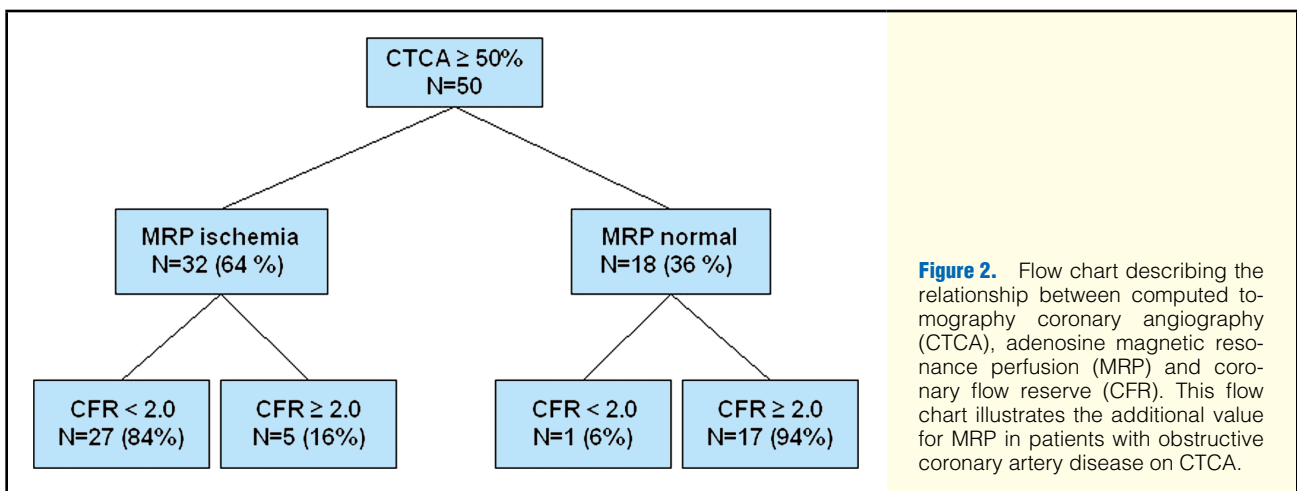 CTCA ≥ 50%
N=50
MRP ischemia
N=32 (64 %)
MRP normal
N=18 (36 %)
CFR < 2.0
N=27 (84%)
CFR ≥ 2.0
N=5 (16%)
CFR < 2.0
N=1 (6%)
CFR ≥ 2.0
N=17 (94%)
Figure 2. Flow chart describing the
relationship between computed to-
mography coronary angiography
(CTCA), adenosine magnetic reso-
nance perfusion (MRP) and coro-
nary flow reserve (CFR). This flow
chart illustrates the additional value
for MRP in patients with obstructive
coronary artery disease on CTCA.